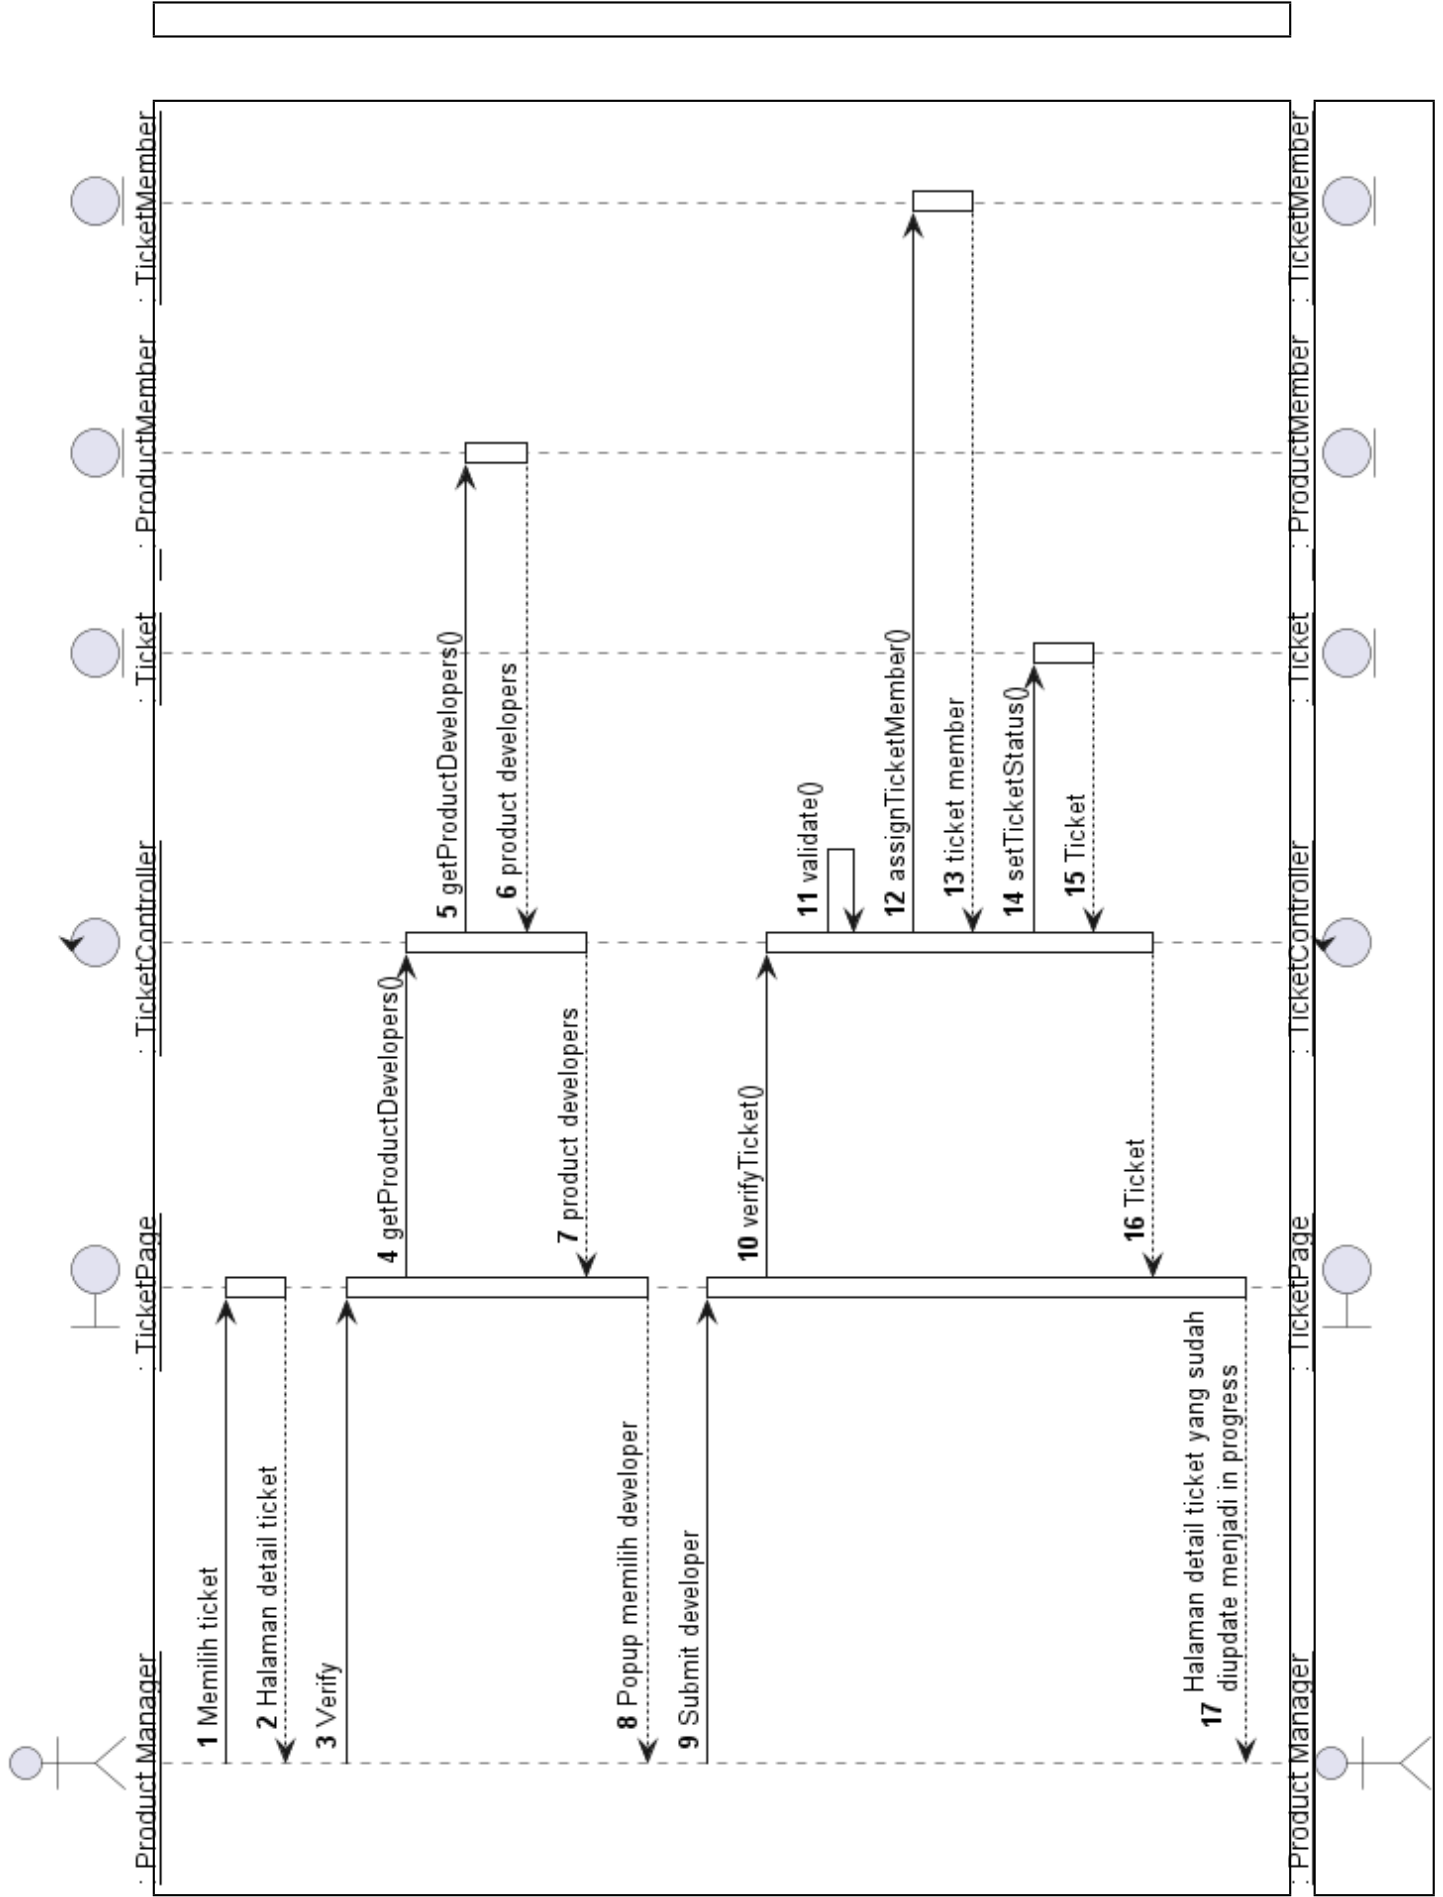 : Product Manager
: TicketPage
: TicketController
: Ticket
: ProductMember
: TicketMember
1 Memilih ticket
2 Halaman detail ticket
3 Verify
4 getProductDevelopers()
5 getProductDevelopers()
6 product developers
7 product developers
8 Popup memilih developer
9 Submit developer
10 verifyTicket()
11 validate()
12 assignTicketMember()
13 ticket member
14 setTicketStatus()
15 Ticket
16 Ticket
17 Halaman detail ticket yang sudah
diupdate menjadi in progress
: Product Manager
: TicketPage
: TicketController
: Ticket
: ProductMember
: TicketMember